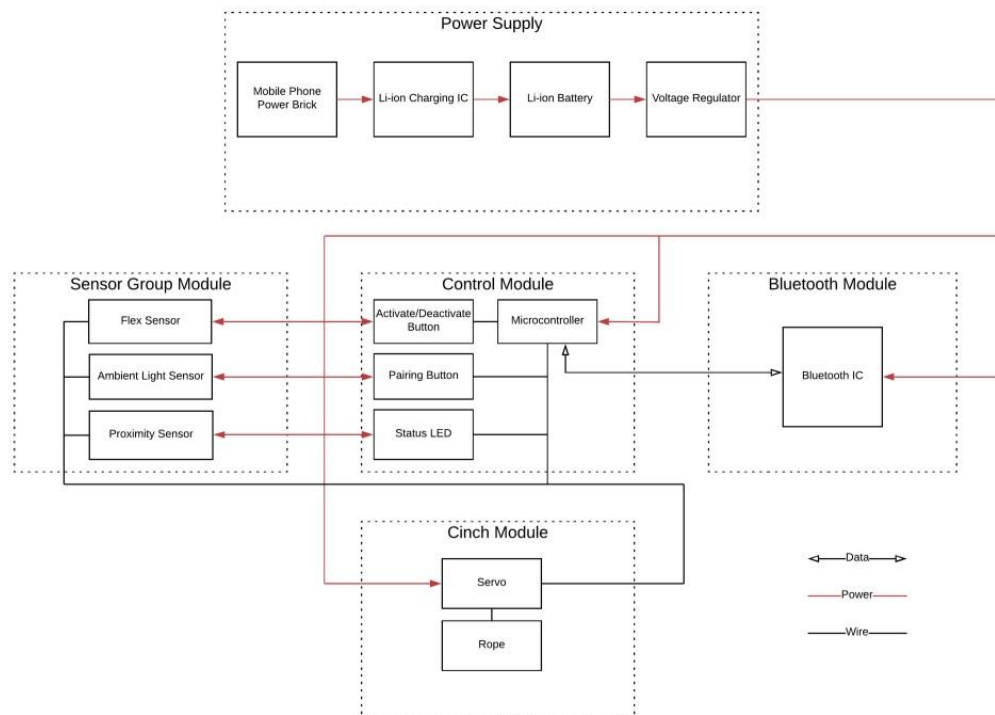 Power Supply
Mobile Phone
Power Brick
Li-ion Charging IC
Li-ion Battery
Voltage Regulator
Sensor Group Module
Flex Sensor
Ambient Light Sensor
Proximity Sensor
Control Module
Activate/Deactivate
Button
Microcontroller
Pairing Button
Status LED
Bluetooth Module
Bluetooth IC
Cinch Module
Servo
Rope
Data
Power
Wire